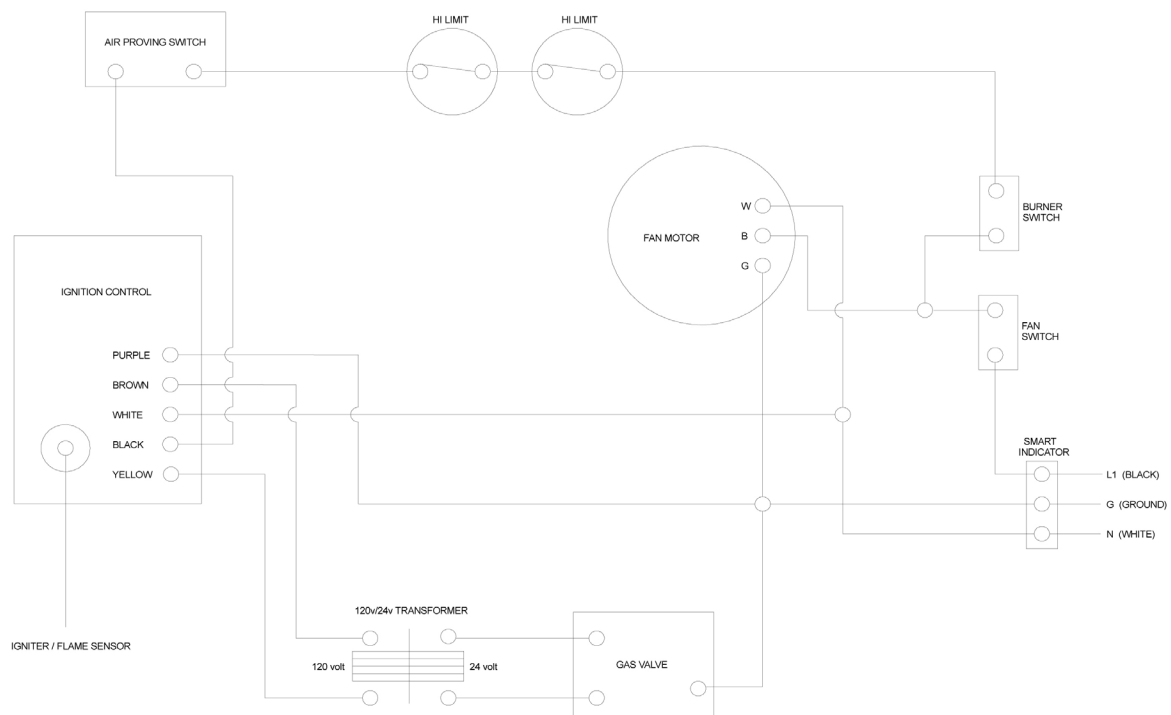 HI LIMIT
HI LIMIT
AIR PROVING SWITCH
W
BURNER
SWITCH
FAN MOTOR
B
G
IGNITION CONTROL
FAN
SWITCH
PURPLE
BROWN
WHITE
BLACK
YELLOW
SMART
INDICATOR
L1 (BLACK)
G (GROUND)
N (WHITE)
120v/24v TRANSFORMER
IGNITER / FLAME SENSOR
120 volt
24 volt
GAS VALVE